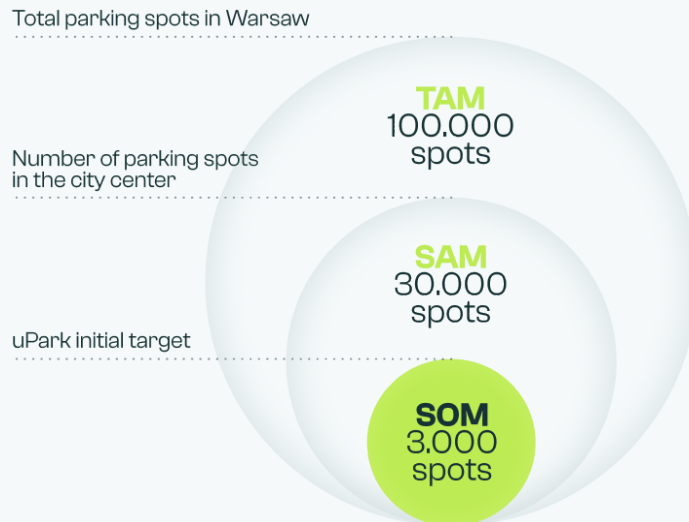 Total parking spots in Warsaw
TAM
100.000
spots
Number of parking spots
in the city center
SAM
30.000
spots
uPark initial target
SOM
3.000
spots